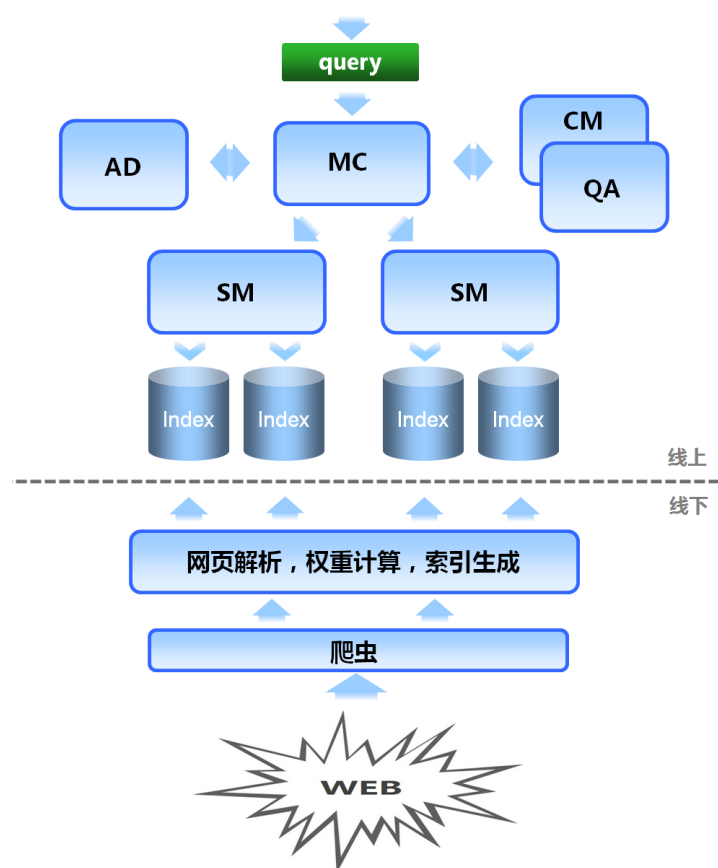 query
AD
MC
CM
QA
SM
SM
Index
Index
Index
Index
线上
线下
网页解析，权重计算，索引生成
爬虫
WEB